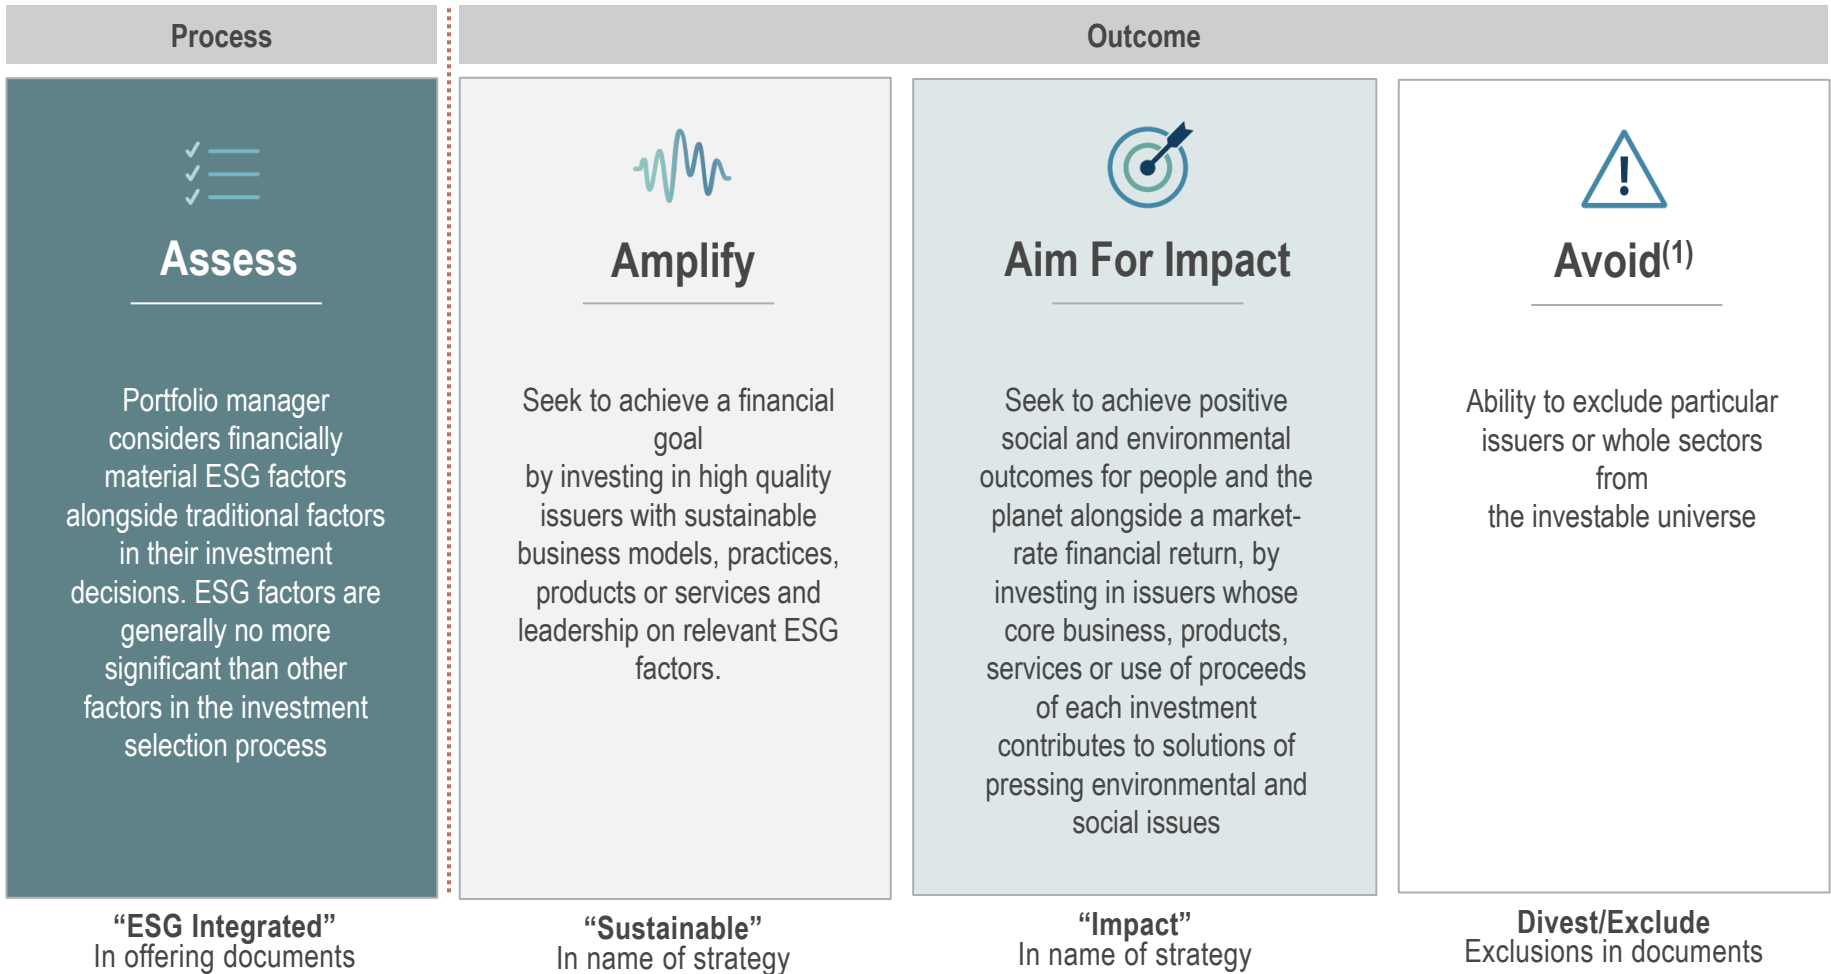 Process
Outcome
Assess
Portfolio manager
considers financially
material ESG factors
alongside traditional factors
in their investment
decisions. ESG factors are
generally no more
significant than other
factors in the investment
selection process
"ESG Integrated"
In offering documents
Amplify
Seek to achieve a financial
goal
by investing in high quality
issuers with sustainable
business models, practices,
products or services and
leadership on relevant ESG
factors.
"Sustainable"
In name of strategy
Aim For Impact
Seek to achieve positive
social and environmental
outcomes for people and the
planet alongside a market-
rate financial return, by
investing in issuers whose
core business, products,
services or use of proceeds
of each investment
contributes to solutions of
pressing environmental and
social issues
“Impact”
In name of strategy
Avoid(1)
Ability to exclude particular
issuers or whole sectors
from
the investable universe
Divest/Exclude
Exclusions in documents